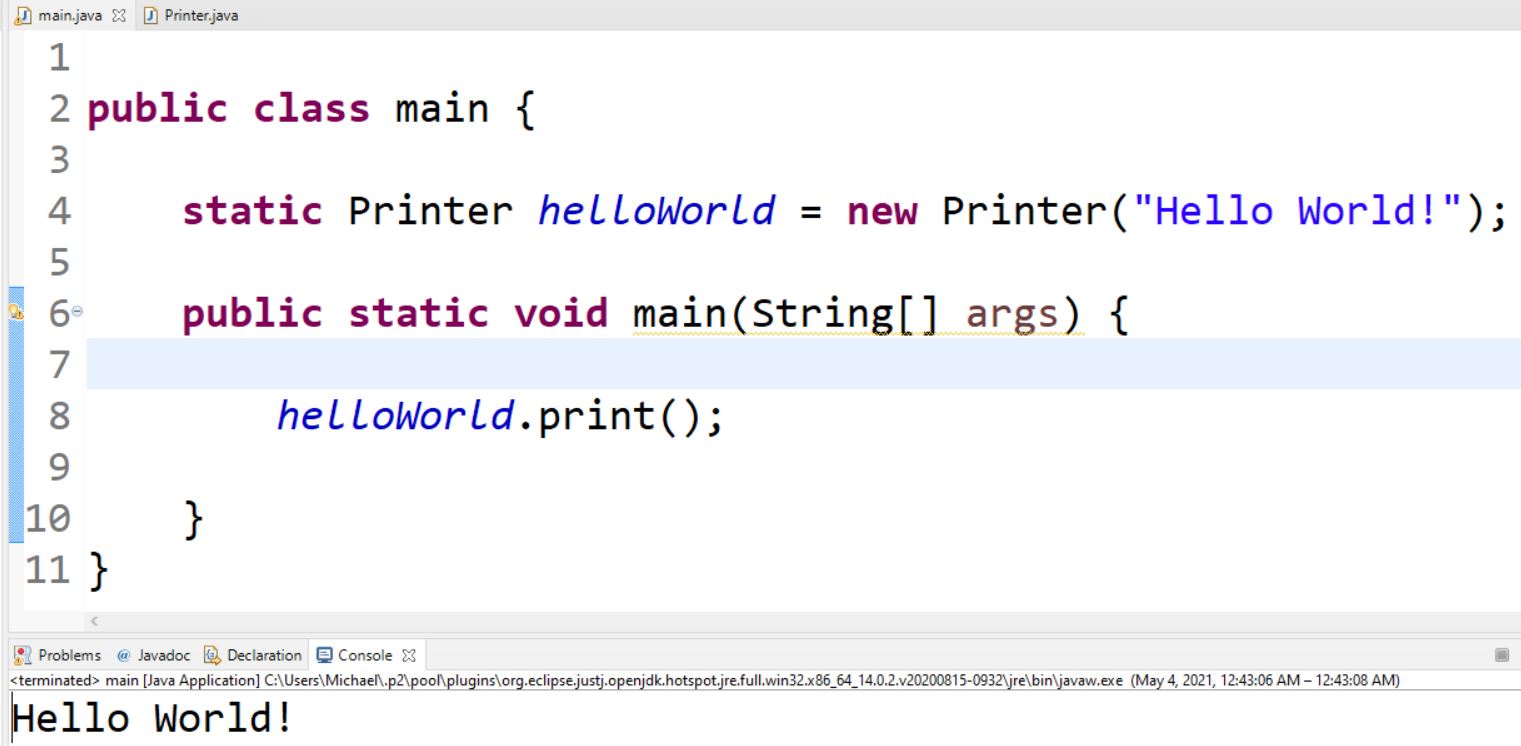 main.java Printer.java
1
2 public class main {
3
4 static Printer helloWorld = new Printer("Hello World!");
5
6 public static void main(String[] args) {
7
8 helloWorld.print();
9
10 }
11 }
Problems @ Javadoc Declaration Console
<terminated> main [Java Application] C:\Users\Michael\.p2\pool\plugins\org.eclipse.justj.openjdk.hotspot.jre.full.win32.x86_64_14.0.2.v20200815-0932\jre\bin\javaw.exe (May 4, 2021, 12:43:06 AM – 12:43:08 AM)
Hello World!